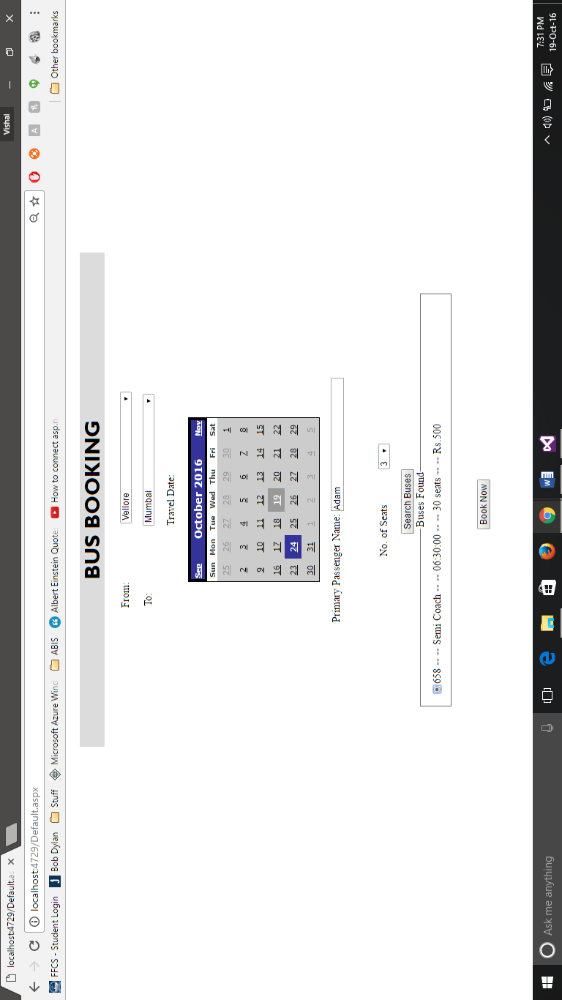 localhost:4729/Default.as
Vishal
localhost:4729/Default.aspx
FFCS - Student Login
Bob Dylan
Stuff
Microsoft Azure Wind
ABIS
Albert Einstein Quote
How to connect asp.n
Other bookmarks
BUS BOOKING
From: Vellore
To: Mumbai
Travel Date:
Sep October 2016 Nov
Sun Mon Tue Wed Thu Fri Sat
25 26 27 28 29 30 1
2 3 4 5 6 7 8
9 10 11 12 13 14 15
16 17 18 19 20 21 22
23 24 25 26 27 28 29
30 31 1 2 3 4 5
Primary Passenger Name: Adam
No. of Seats 3
Search Buses
Buses Found
658 -- -- Semi Coach -- -- 06:30:00 -- -- 30 seats -- -- Rs.500
Book Now
Ask me anything
7:31 PM
19-Oct-16